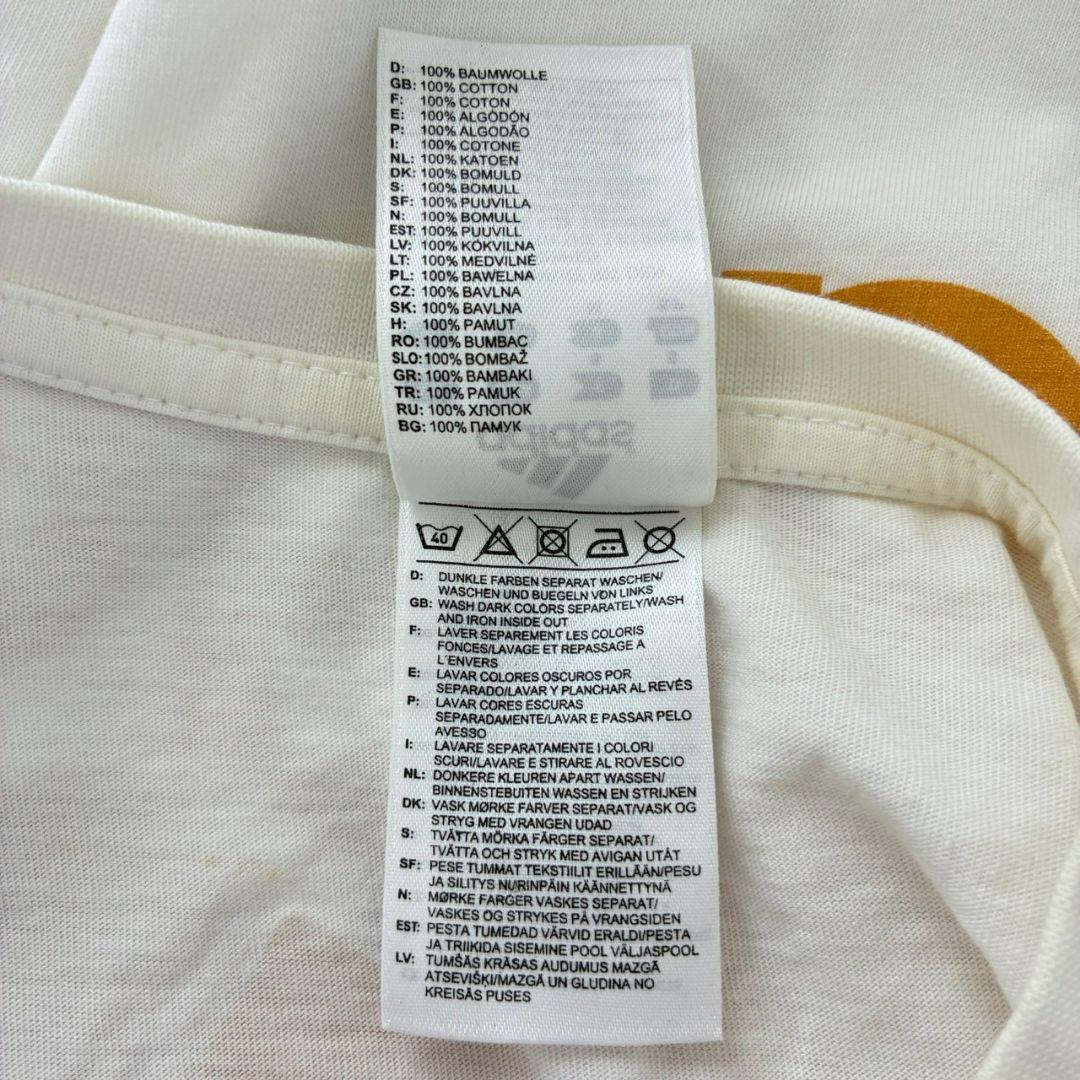 D: 100% BAUMWOLLE
GB: 100% COTTON
F: 100% COTON
E: 100% ALGÓDÓN
P: 100% ALGODÃO
I: 100% COTONE
NL: 100% KATOEN
DK: 100% BOMULD
S: 100% BOMULL
SF: 100% PUUVILLA
N: 100% BOMULL
EST: 100% PUUVILL
LV: 100% KOKVILNA
LT: 100% MEDVILNĖ
PL: 100% BAWEŁNA
CZ: 100% BAVLNA
SK: 100% BAVLNA
H: 100% PAMUT
RO: 100% BUMBAC
SLO: 100% BOMBAŽ
GR: 100% BAMBAKI
TR: 100% PAMUK
RU: 100% ХЛОПОК
BG: 100% ПАМУК
adidas
40
D: DUNKLE FARBEN SEPARAT WASCHEN/
WASCHEN UND BUEGELN VON LINKS
GB: WASH DARK COLORS SEPARATELY/WASH
AND IRON INSIDE OUT
F: LAVER SEPAREMENT LES COLORIS
FONCES/LAVAGE ET REPASSAGE A
L´ENVERS
E: LAVAR COLORES OSCUROS POR
SEPARADO/LAVAR Y PLANCHAR AL REVÉS
P: LAVAR CORES ESCURAS
SEPARADAMENTE/LAVAR E PASSAR PELO
AVESSO
I: LAVARE SEPARATAMENTE I COLORI
SCURI/LAVARE E STIRARE AL ROVESCIO
NL: DONKERE KLEUREN APART WASSEN/
BINNENSTEBUITEN WASSEN EN STRIJKEN
DK: VASK MØRKE FARVER SEPARAT/VASK OG
STRYG MED VRANGEN UDAD
S: TVÄTTA MÖRKA FÄRGER SEPARAT/
TVÄTTA OCH STRYK MED AVIGAN UTÅT
SF: PESE TUMMAT TEKSTIILIT ERILLÄÄN/PESU
JA SILITYS NURINPÄIN KÄÄNNETTYNÄ
N: MØRKE FARGER VASKES SEPARAT/
VASKES OG STRYKES PÅ VRANGSIDEN
EST: PESTA TUMEDAD VÄRVID ERALDI/PESTA
JA TRIIKIDA SISEMINE POOL VÄLJASPOOL
LV: TUMŠĀS KRĀSAS AUDUMUS MAZGĀ
ATSEVIŠĶI/MAZGĀ UN GLUDINA NO
KREISĀS PUSES